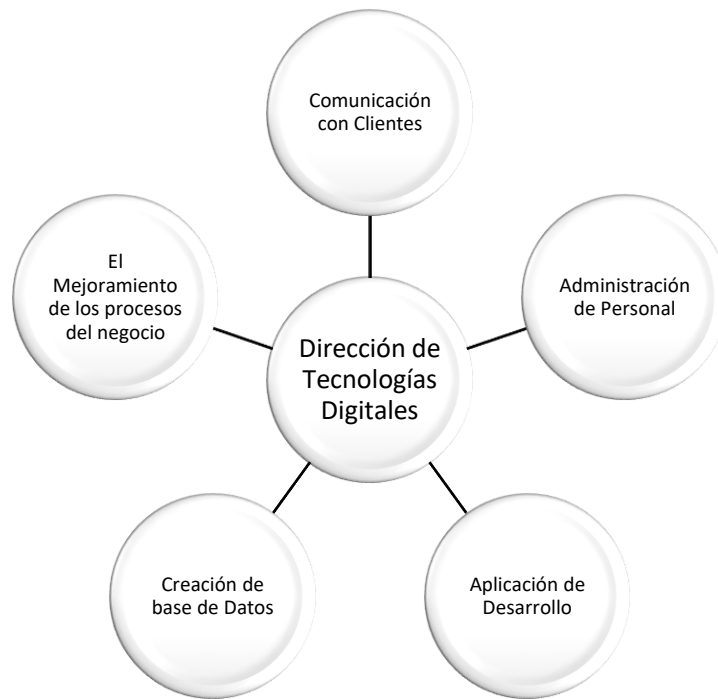 Comunicación
con Clientes
El
Mejoramiento
de los procesos
del negocio
Administración
de Personal
Dirección de
Tecnologías
Digitales
Creación de
base de Datos
Aplicación de
Desarrollo